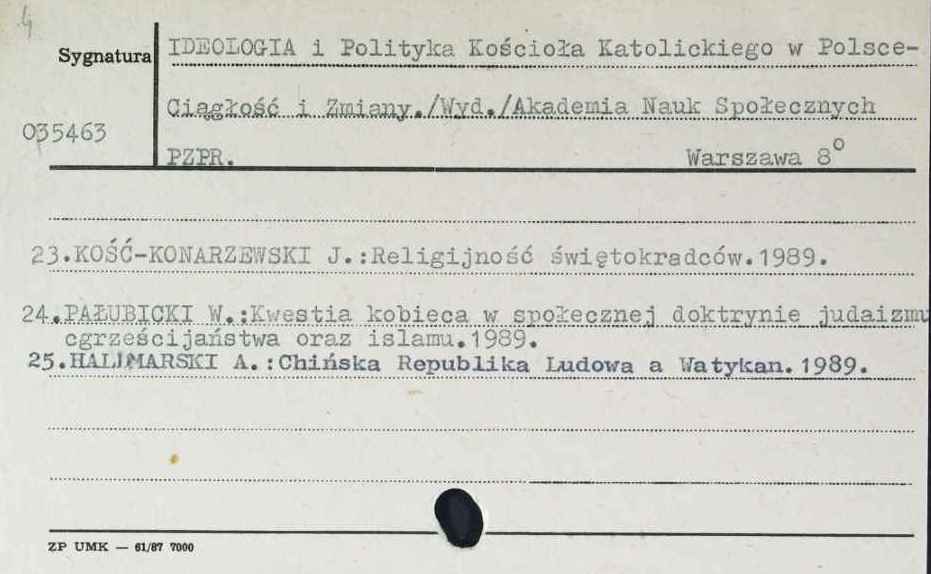 4
Sygnatura
IDEOLOGIA i Polityka Kościoła Katolickiego w Polsce-
Ciągłość i Zmiany./Wyd./Akademia Nauk Społecznych
035463
PZPR. Warszawa 8°
23.KOŚĆ-KONARZEWSKI J.:Religijność świętokradców.1989.
24.PAŁUBICKI W.:Kwestia kobieca w społecznej doktrynie judaizmu
cgrześcijaństwa oraz islamu.1989.
25.HALIMARSKI A.:Chińska Republika Ludowa a Watykan.1989.
ZP UMK — 61/87 7000